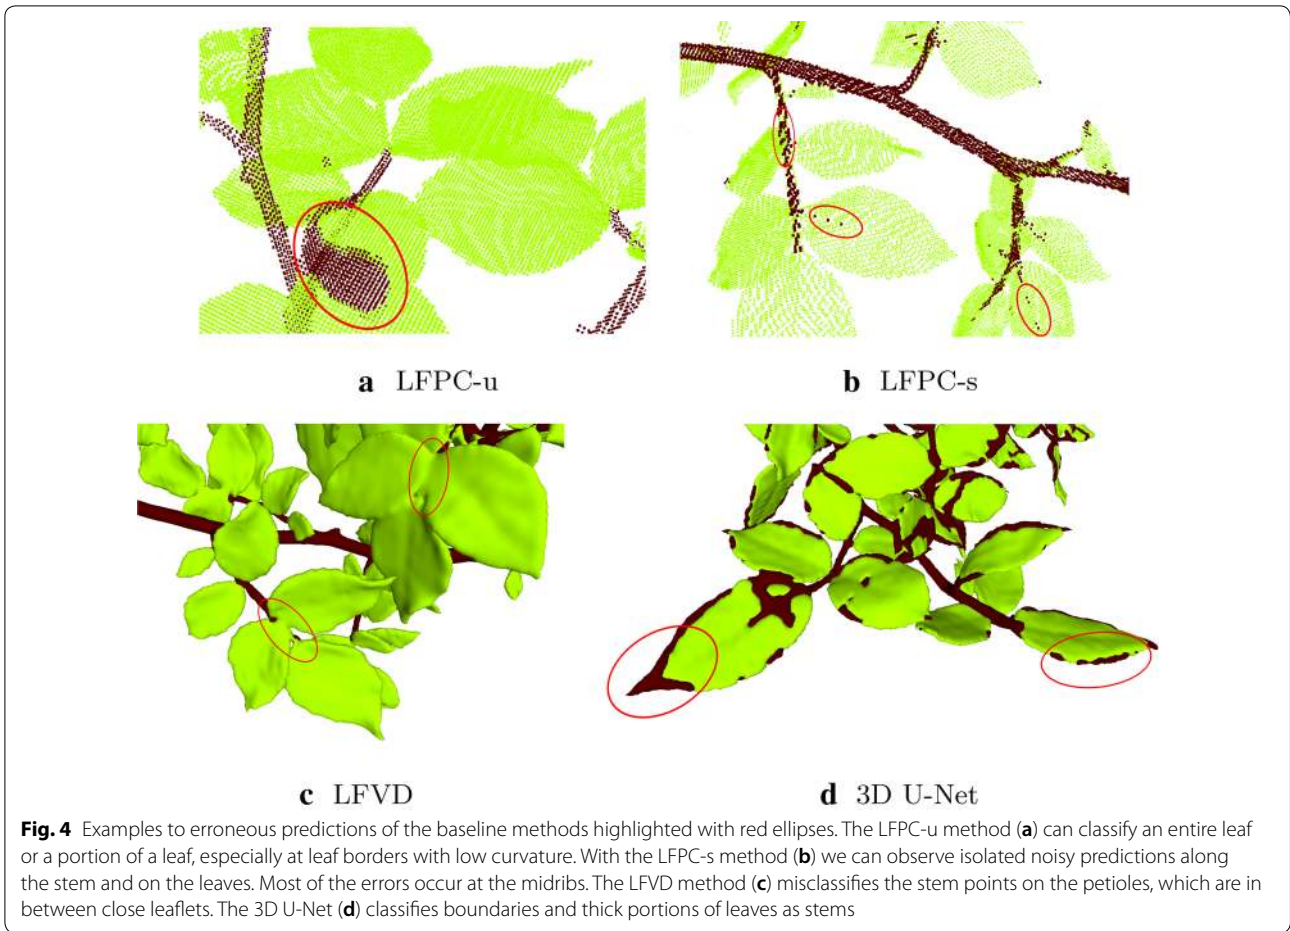 a LFPC-u
b LFPC-s
c LFVD
d 3D U-Net
Fig. 4 Examples to erroneous predictions of the baseline methods highlighted with red ellipses. The LFPC-u method (a) can classify an entire leaf
or a portion of a leaf, especially at leaf borders with low curvature. With the LFPC-s method (b) we can observe isolated noisy predictions along
the stem and on the leaves. Most of the errors occur at the midribs. The LFVD method (c) misclassifies the stem points on the petioles, which are in
between close leaflets. The 3D U-Net (d) classifies boundaries and thick portions of leaves as stems